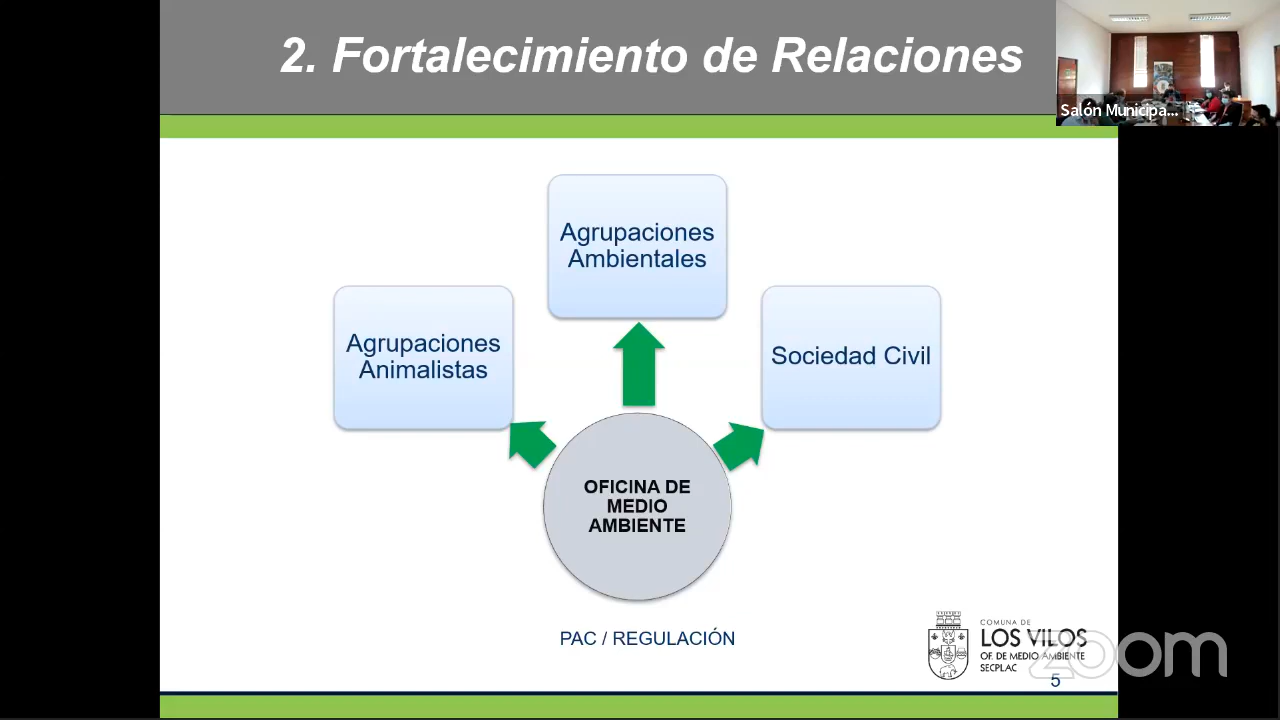 2. Fortalecimiento de Relaciones
Salón Municipa...
Agrupaciones
Ambientales
Agrupaciones
Animalistas
Sociedad Civil
OFICINA DE
MEDIO
AMBIENTE
PAC / REGULACIÓN
COMUNA DE
LOS VILOS
OF. DE MEDIO AMBIENTE
SECPLAC
zoom
5